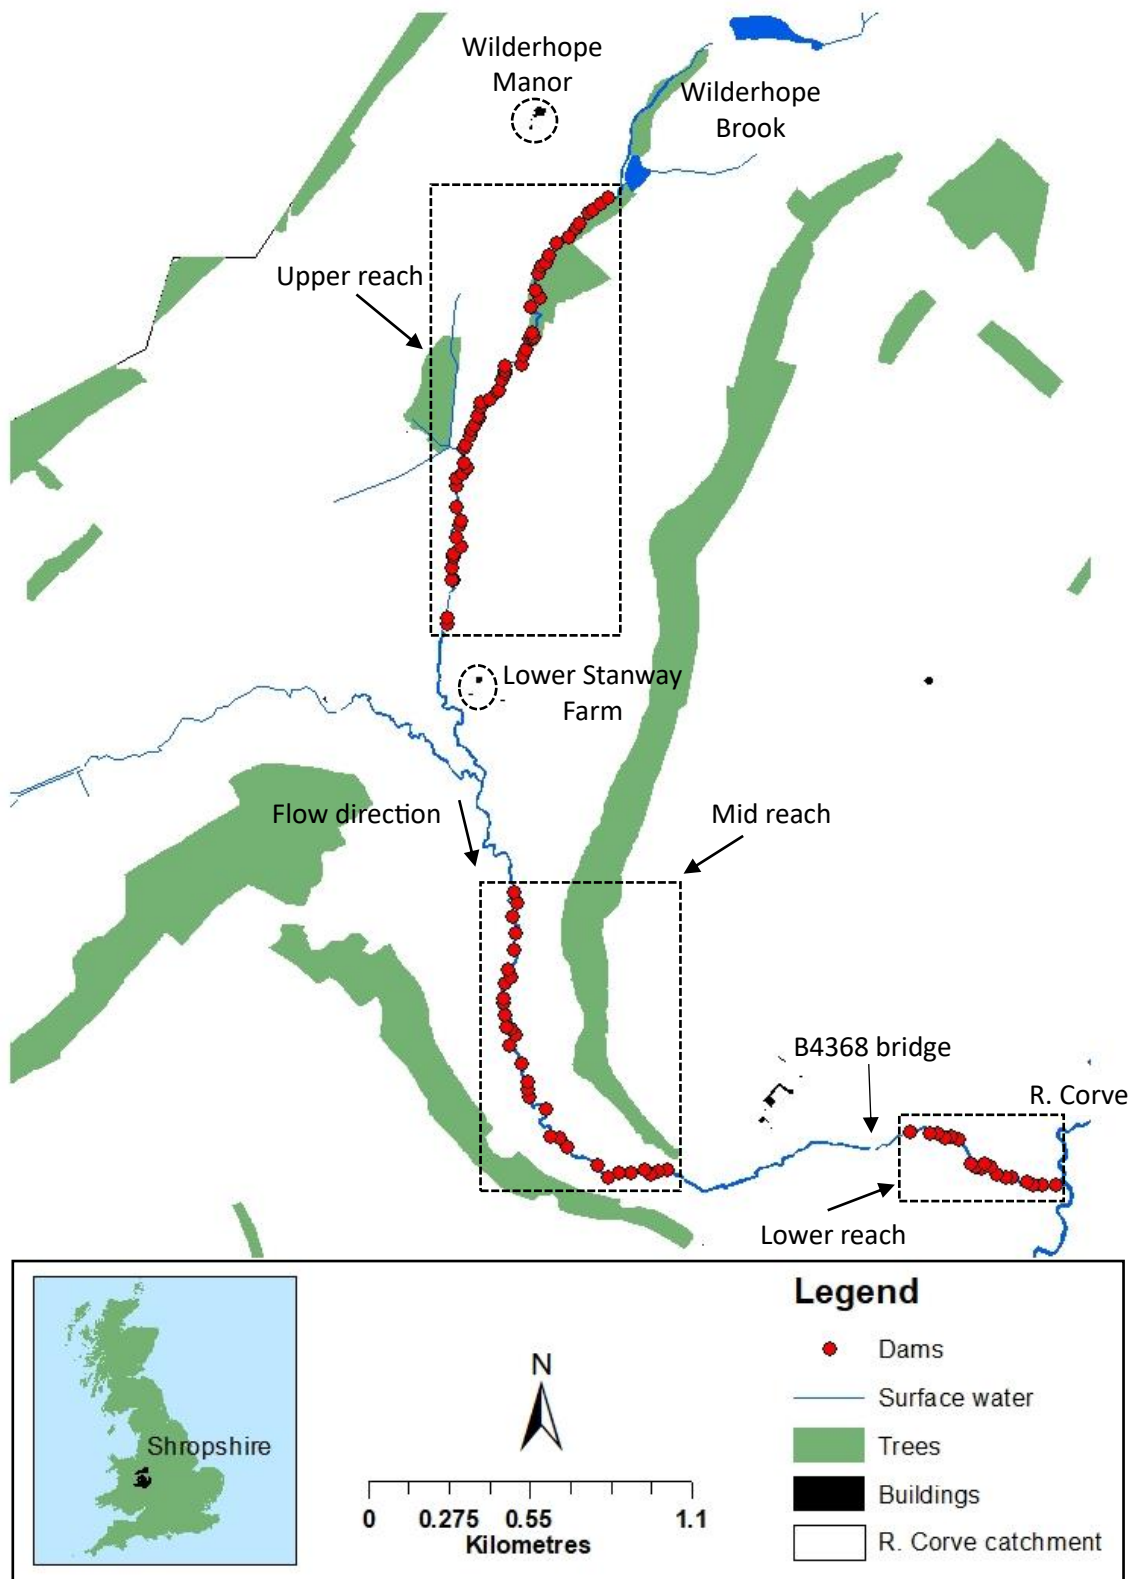 Wilderhope
Manor
Wilderhope
Brook
Upper reach
Lower Stanway
Farm
Flow direction
Mid reach
B4368 bridge
R. Corve
Lower reach
Shropshire
N
0 0.275 0.55 1.1
Kilometres
Legend
Dams
Surface water
Trees
Buildings
R. Corve catchment